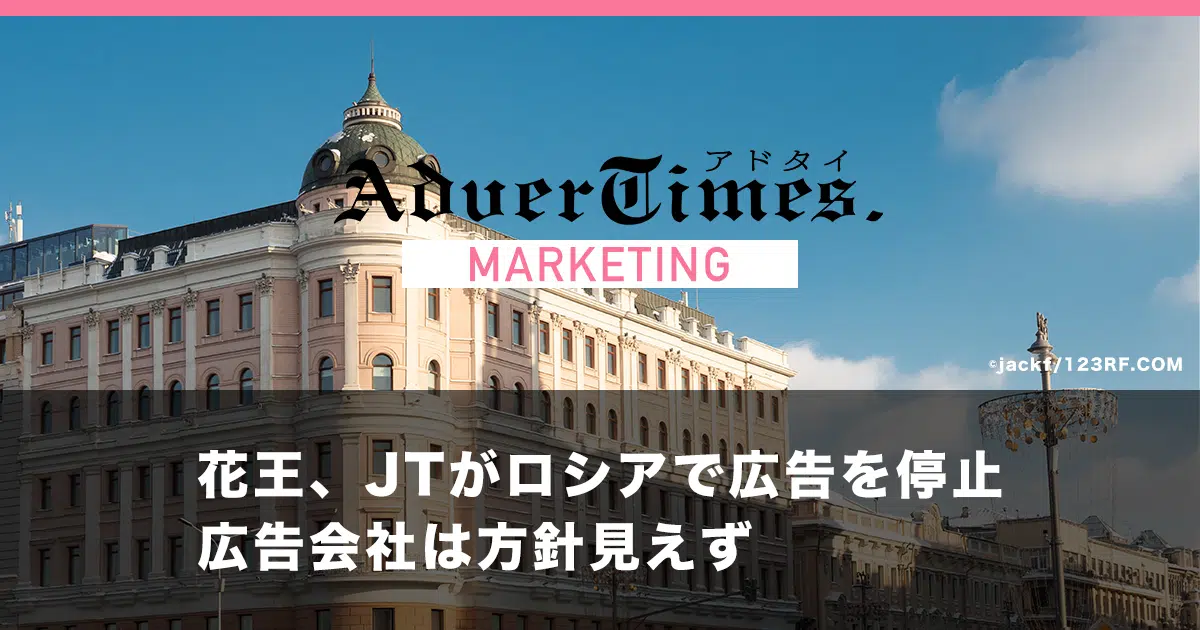 アドタイ
AdverTimes.
MARKETING
©jackf/123RF.COM
花王、JTがロシアで広告を停止
広告会社は方針見えず